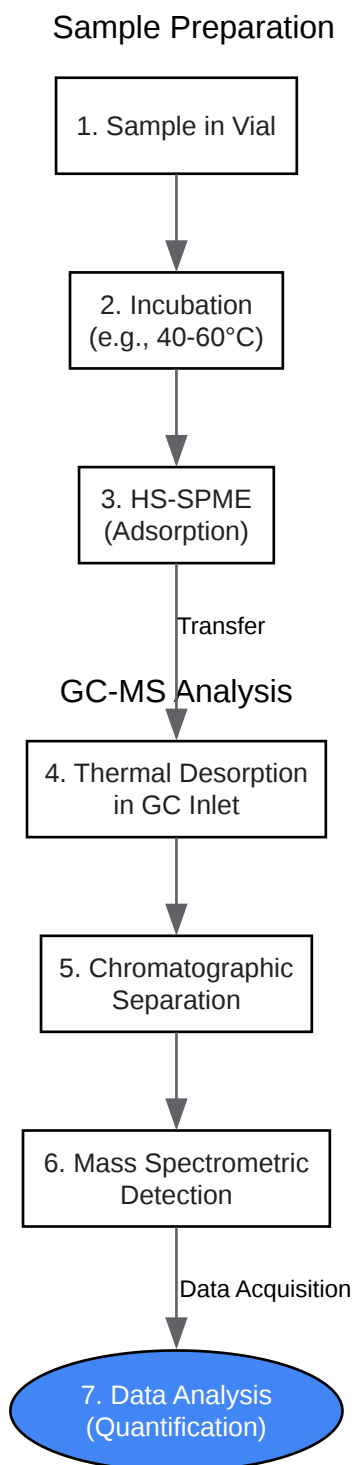 Sample Preparation
1. Sample in Vial
2. Incubation
(e.g., 40-60°C)
3. HS-SPME
(Adsorption)
Transfer
GC-MS Analysis
4. Thermal Desorption
in GC Inlet
5. Chromatographic
Separation
6. Mass Spectrometric
Detection
Data Acquisition
7. Data Analysis
(Quantification)